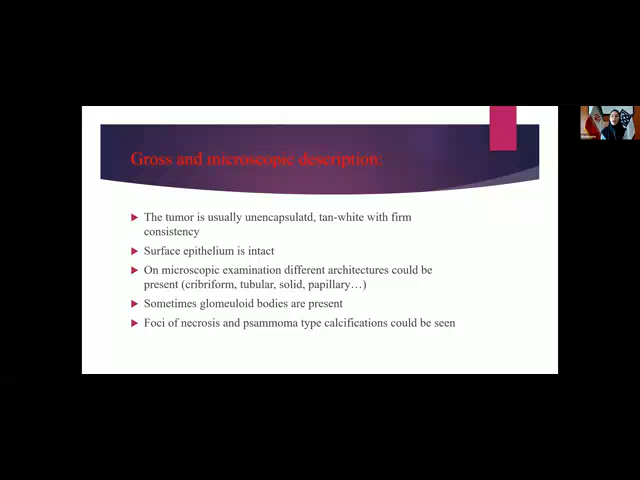 Gross and microscopic description:
The tumor is usually unencapsulatd, tan-white with firm
consistency
Surface epithelium is intact
On microscopic examination different architectures could be
present (cribriform, tubular, solid, papillary…)
Sometimes glomeuloid bodies are present
Foci of necrosis and psammoma type calcifications could be seen